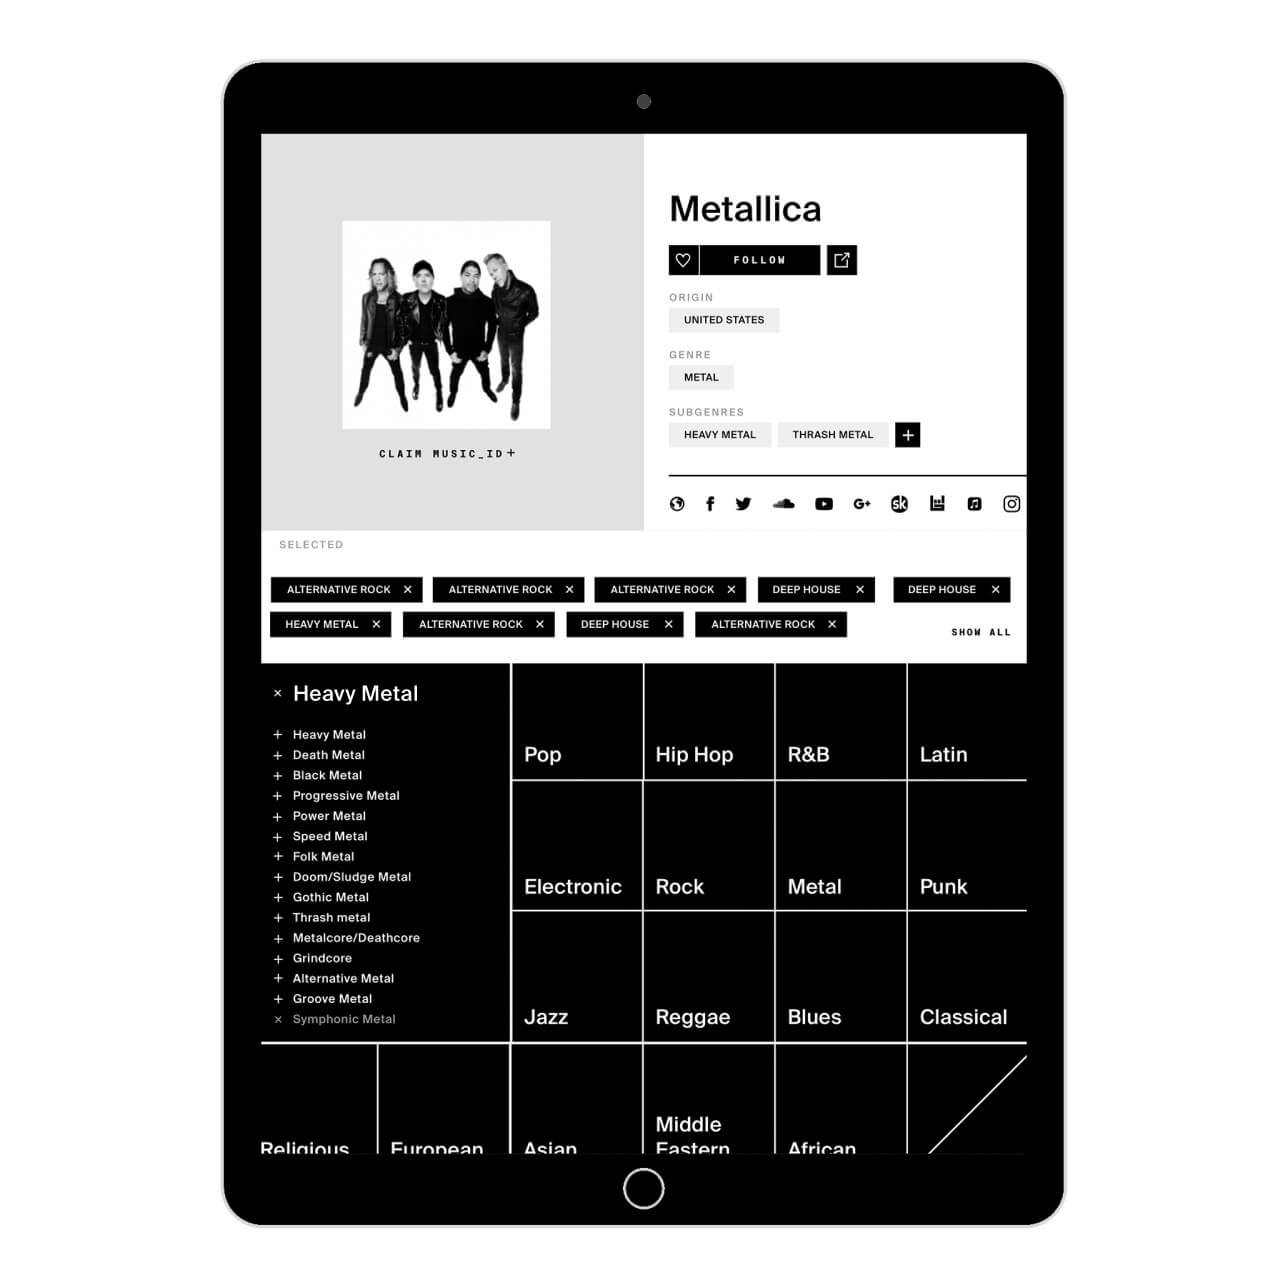 Metallica
FOLLOW
ORIGIN
UNITED STATES
GENRE
METAL
SUBGENRES
HEAVY METAL THRASH METAL +
CLAIM MUSIC_ID+
SELECTED
ALTERNATIVE ROCK × ALTERNATIVE ROCK × ALTERNATIVE ROCK × DEEP HOUSE × DEEP HOUSE ×
HEAVY METAL × ALTERNATIVE ROCK × DEEP HOUSE × ALTERNATIVE ROCK ×
SHOW ALL
× Heavy Metal
+ Heavy Metal
+ Death Metal
+ Black Metal
+ Progressive Metal
+ Power Metal
+ Speed Metal
+ Folk Metal
+ Doom/Sludge Metal
+ Gothic Metal
+ Thrash metal
+ Metalcore/Deathcore
+ Grindcore
+ Alternative Metal
+ Groove Metal
× Symphonic Metal
Pop Hip Hop R&B Latin
Electronic Rock Metal Punk
Jazz Reggae Blues Classical
Religious European Asian Middle
Eastern African